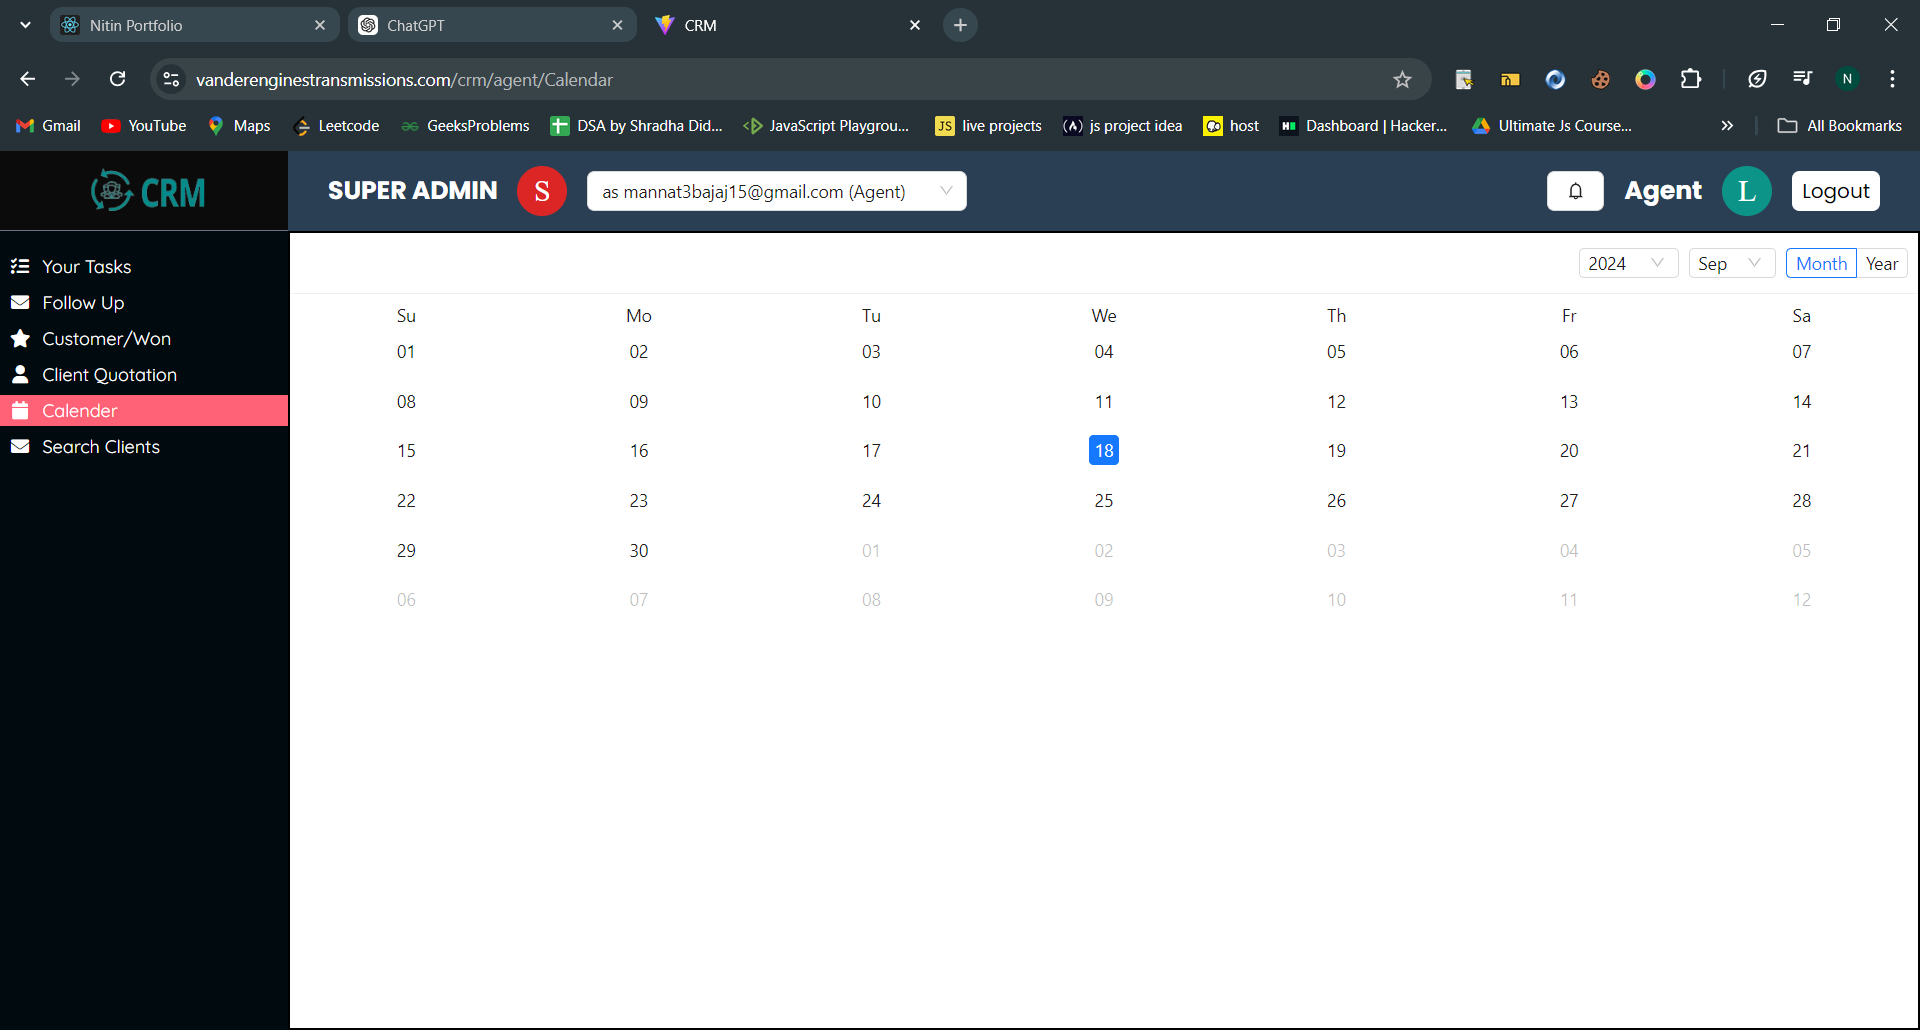 Nitin Portfolio
ChatGPT
CRM
vanderenginestransmissions.com/crm/agent/Calendar
N
Gmail YouTube Maps Leetcode GeeksProblems DSA by Shradha Did... JavaScript Playgrou... JS live projects js project idea host Dashboard | Hacker... Ultimate Js Course... All Bookmarks
CRM
SUPER ADMIN S as mannat3bajaj15@gmail.com (Agent) Agent L Logout
Your Tasks
Follow Up
Customer/Won
Client Quotation
Calender
Search Clients
2024 Sep Month Year
Su Mo Tu We Th Fr Sa
01 02 03 04 05 06 07
08 09 10 11 12 13 14
15 16 17 18 19 20 21
22 23 24 25 26 27 28
29 30 01 02 03 04 05
06 07 08 09 10 11 12